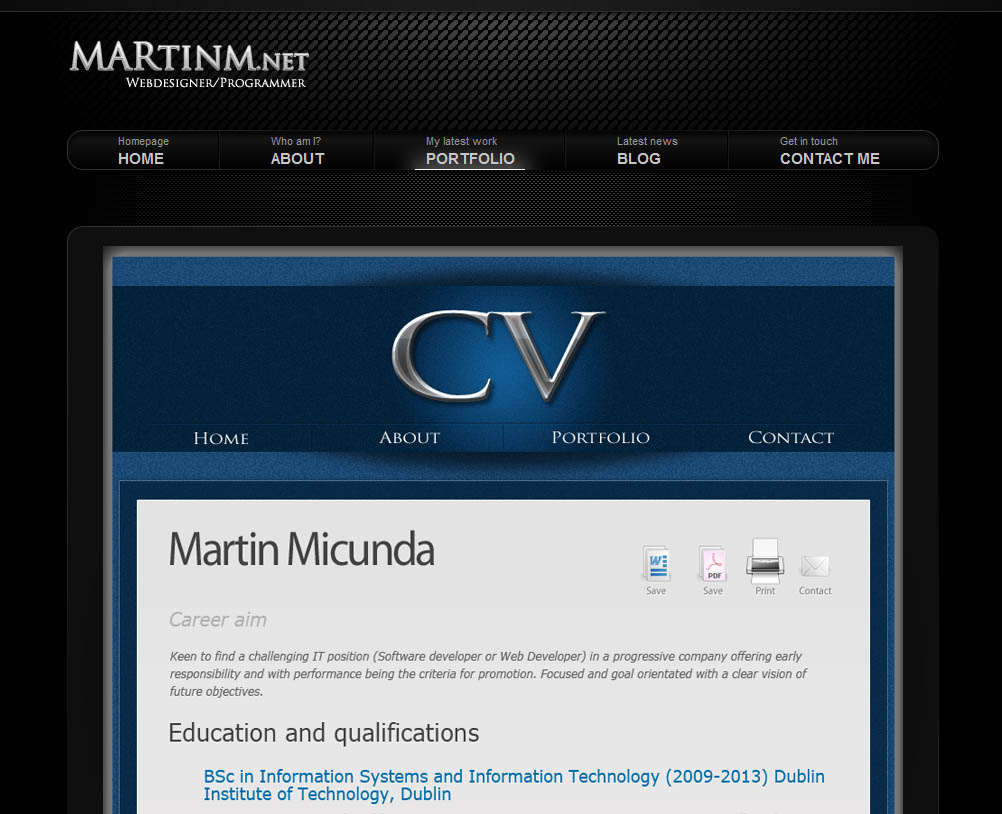 MARTINM.NET
WEBDESIGNER/PROGRAMMER
Homepage
HOME
Who am I?
ABOUT
My latest work
PORTFOLIO
Latest news
BLOG
Get in touch
CONTACT ME
CV
HOME
ABOUT
PORTFOLIO
CONTACT
Martin Micunda
W
PDF
Save
Save
Print
Contact
Career aim
Keen to find a challenging IT position (Software developer or Web Developer) in a progressive company offering early
responsibility and with performance being the criteria for promotion. Focused and goal orientated with a clear vision of
future objectives.
Education and qualifications
BSc in Information Systems and Information Technology (2009-2013) Dublin
Institute of Technology, Dublin